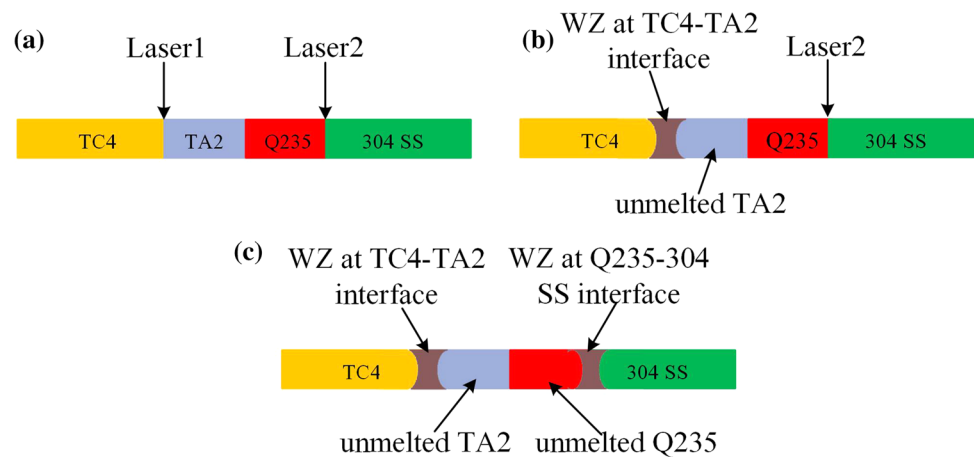 (a)
Laser1
Laser2
TC4
TA2
Q235
304 SS
(b)
WZ at TC4-TA2
interface
Laser2
TC4
Q235
304 SS
unmelted TA2
(c)
WZ at TC4-TA2
interface
WZ at Q235-304
SS interface
TC4
304 SS
unmelted TA2
unmelted Q235